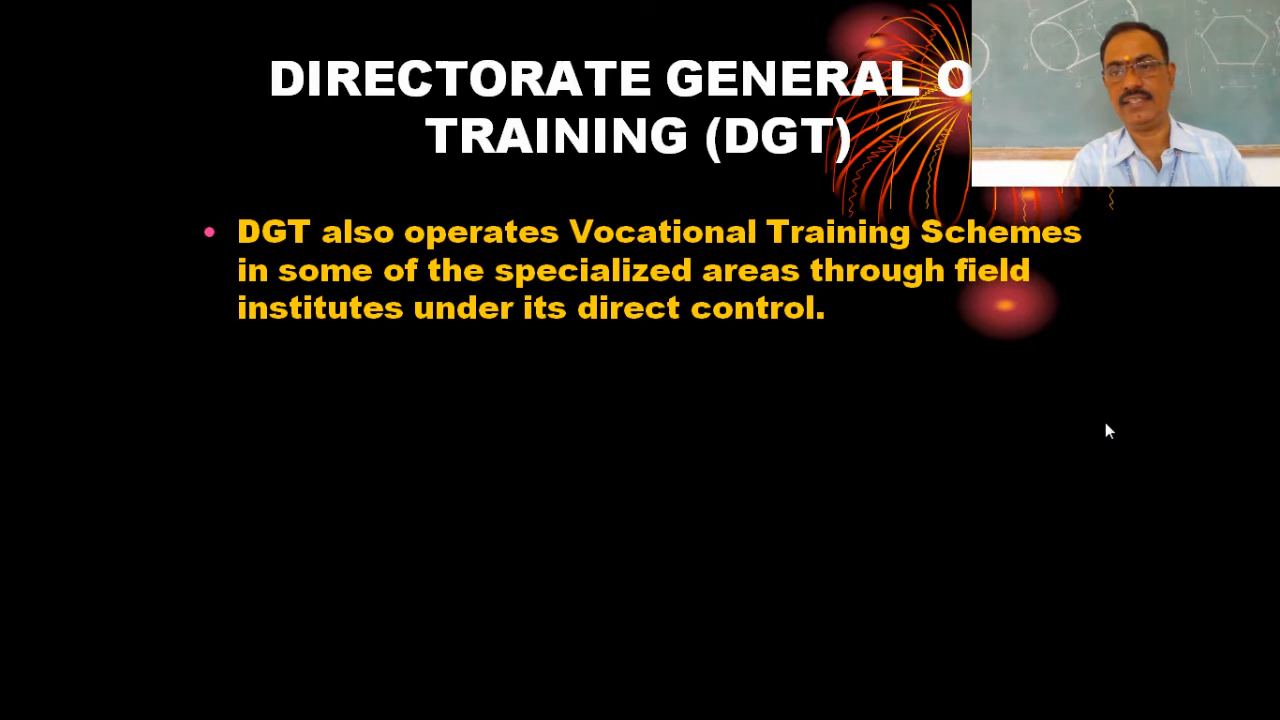 DIRECTORATE GENERAL O
TRAINING (DGT)
• DGT also operates Vocational Training Schemes
in some of the specialized areas through field
institutes under its direct control.